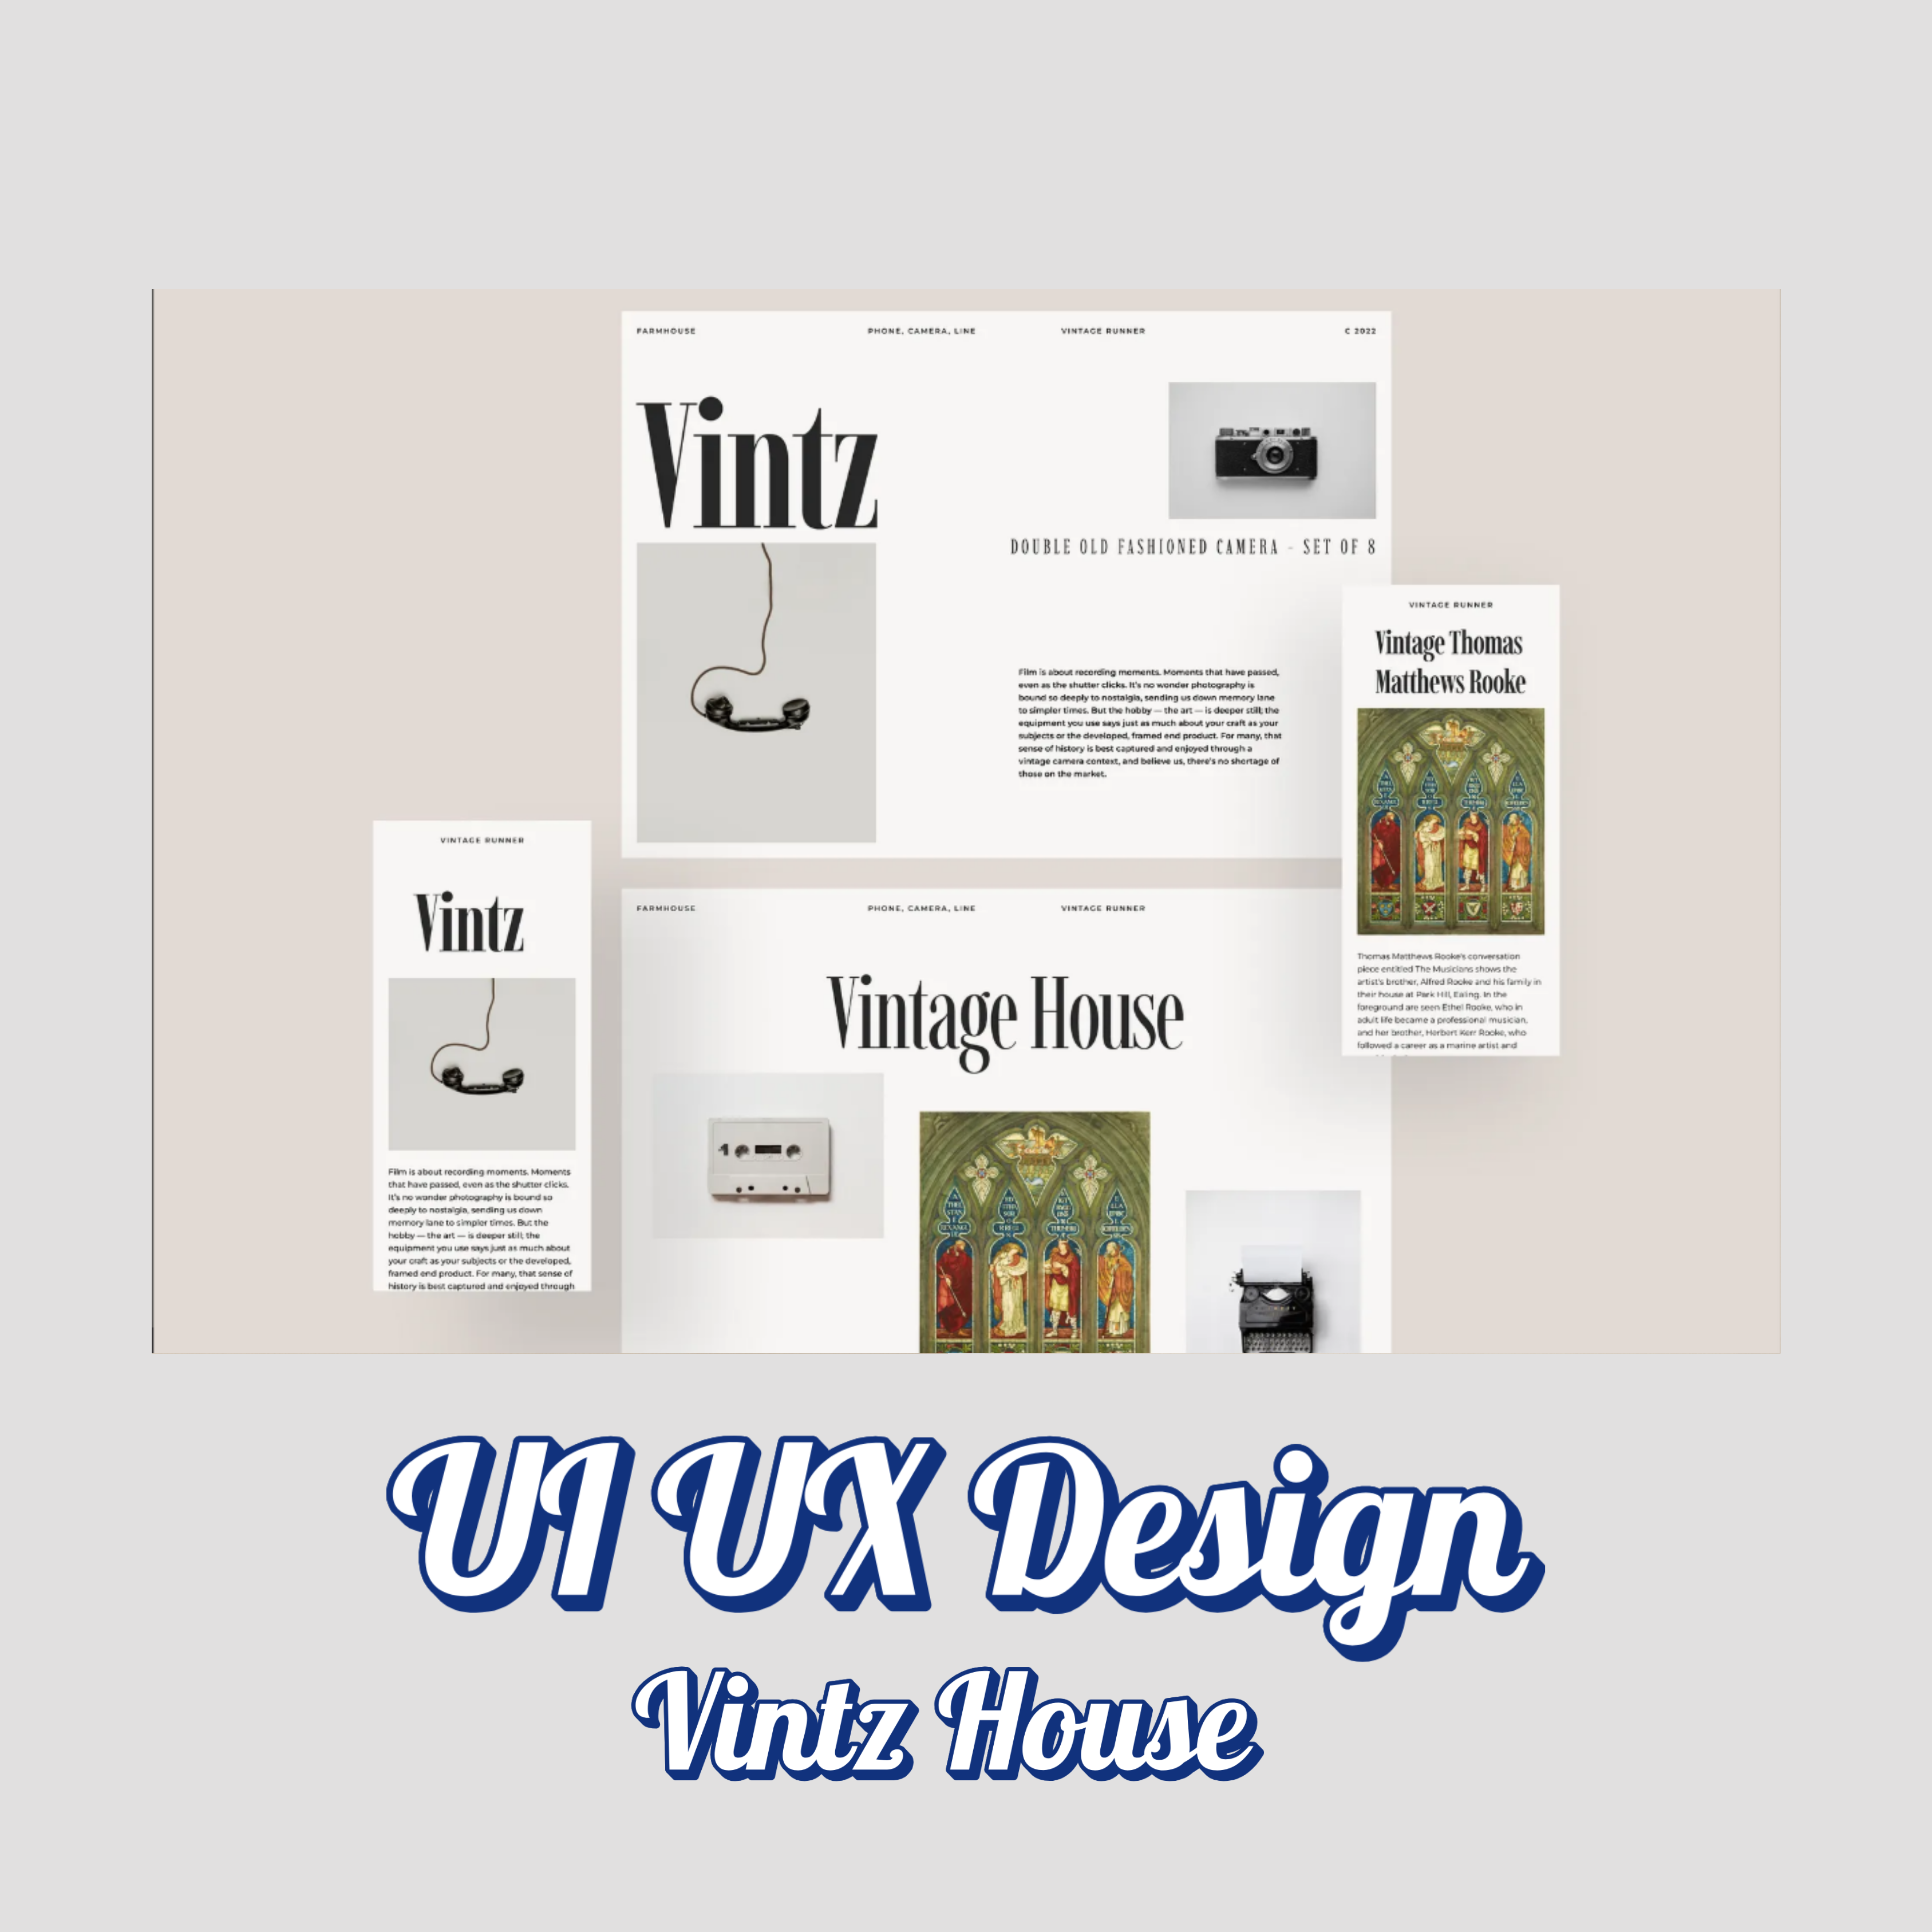 FARMHOUSE
PHONE, CAMERA, LINE
VINTAGE RUNNER
C 2022
Vintz
DOUBLE OLD FASHIONED CAMERA - SET OF 8
Film is about recording moments. Moments that have passed,
even as the shutter clicks. It's no wonder photography is
bound so deeply to nostalgia, sending us down memory lane
to simpler times. But the hobby — the art — is deeper still; the
equipment you use says just as much about your craft as your
subjects or the developed, framed end product. For many, that
sense of history is best captured and enjoyed through a
vintage camera context, and believe us, there's no shortage of
those on the market.
VINTAGE RUNNER
Vintage Thomas
Matthews Rooke
Thomas Matthews Rooke's conversation
piece entitled The Musicians shows the
artist's brother, Alfred Rooke and his family in
their house at Park Hill, Ealing. In the
foreground are seen Ethel Rooke, who in
adult life became a professional musician,
and her brother, Herbert Kerr Rooke, who
followed a career as a marine artist and
VINTAGE RUNNER
Vintz
Film is about recording moments. Moments
that have passed, even as the shutter clicks.
It's no wonder photography is bound so
deeply to nostalgia, sending us down
memory lane to simpler times. But the
hobby — the art — is deeper still, the
equipment you use says just as much about
your craft as your subjects or the developed,
framed end product. For many, that sense of
history is best captured and enjoyed through
FARMHOUSE
PHONE, CAMERA, LINE
VINTAGE RUNNER
Vintage House
1
UI UX Design
Vintz House